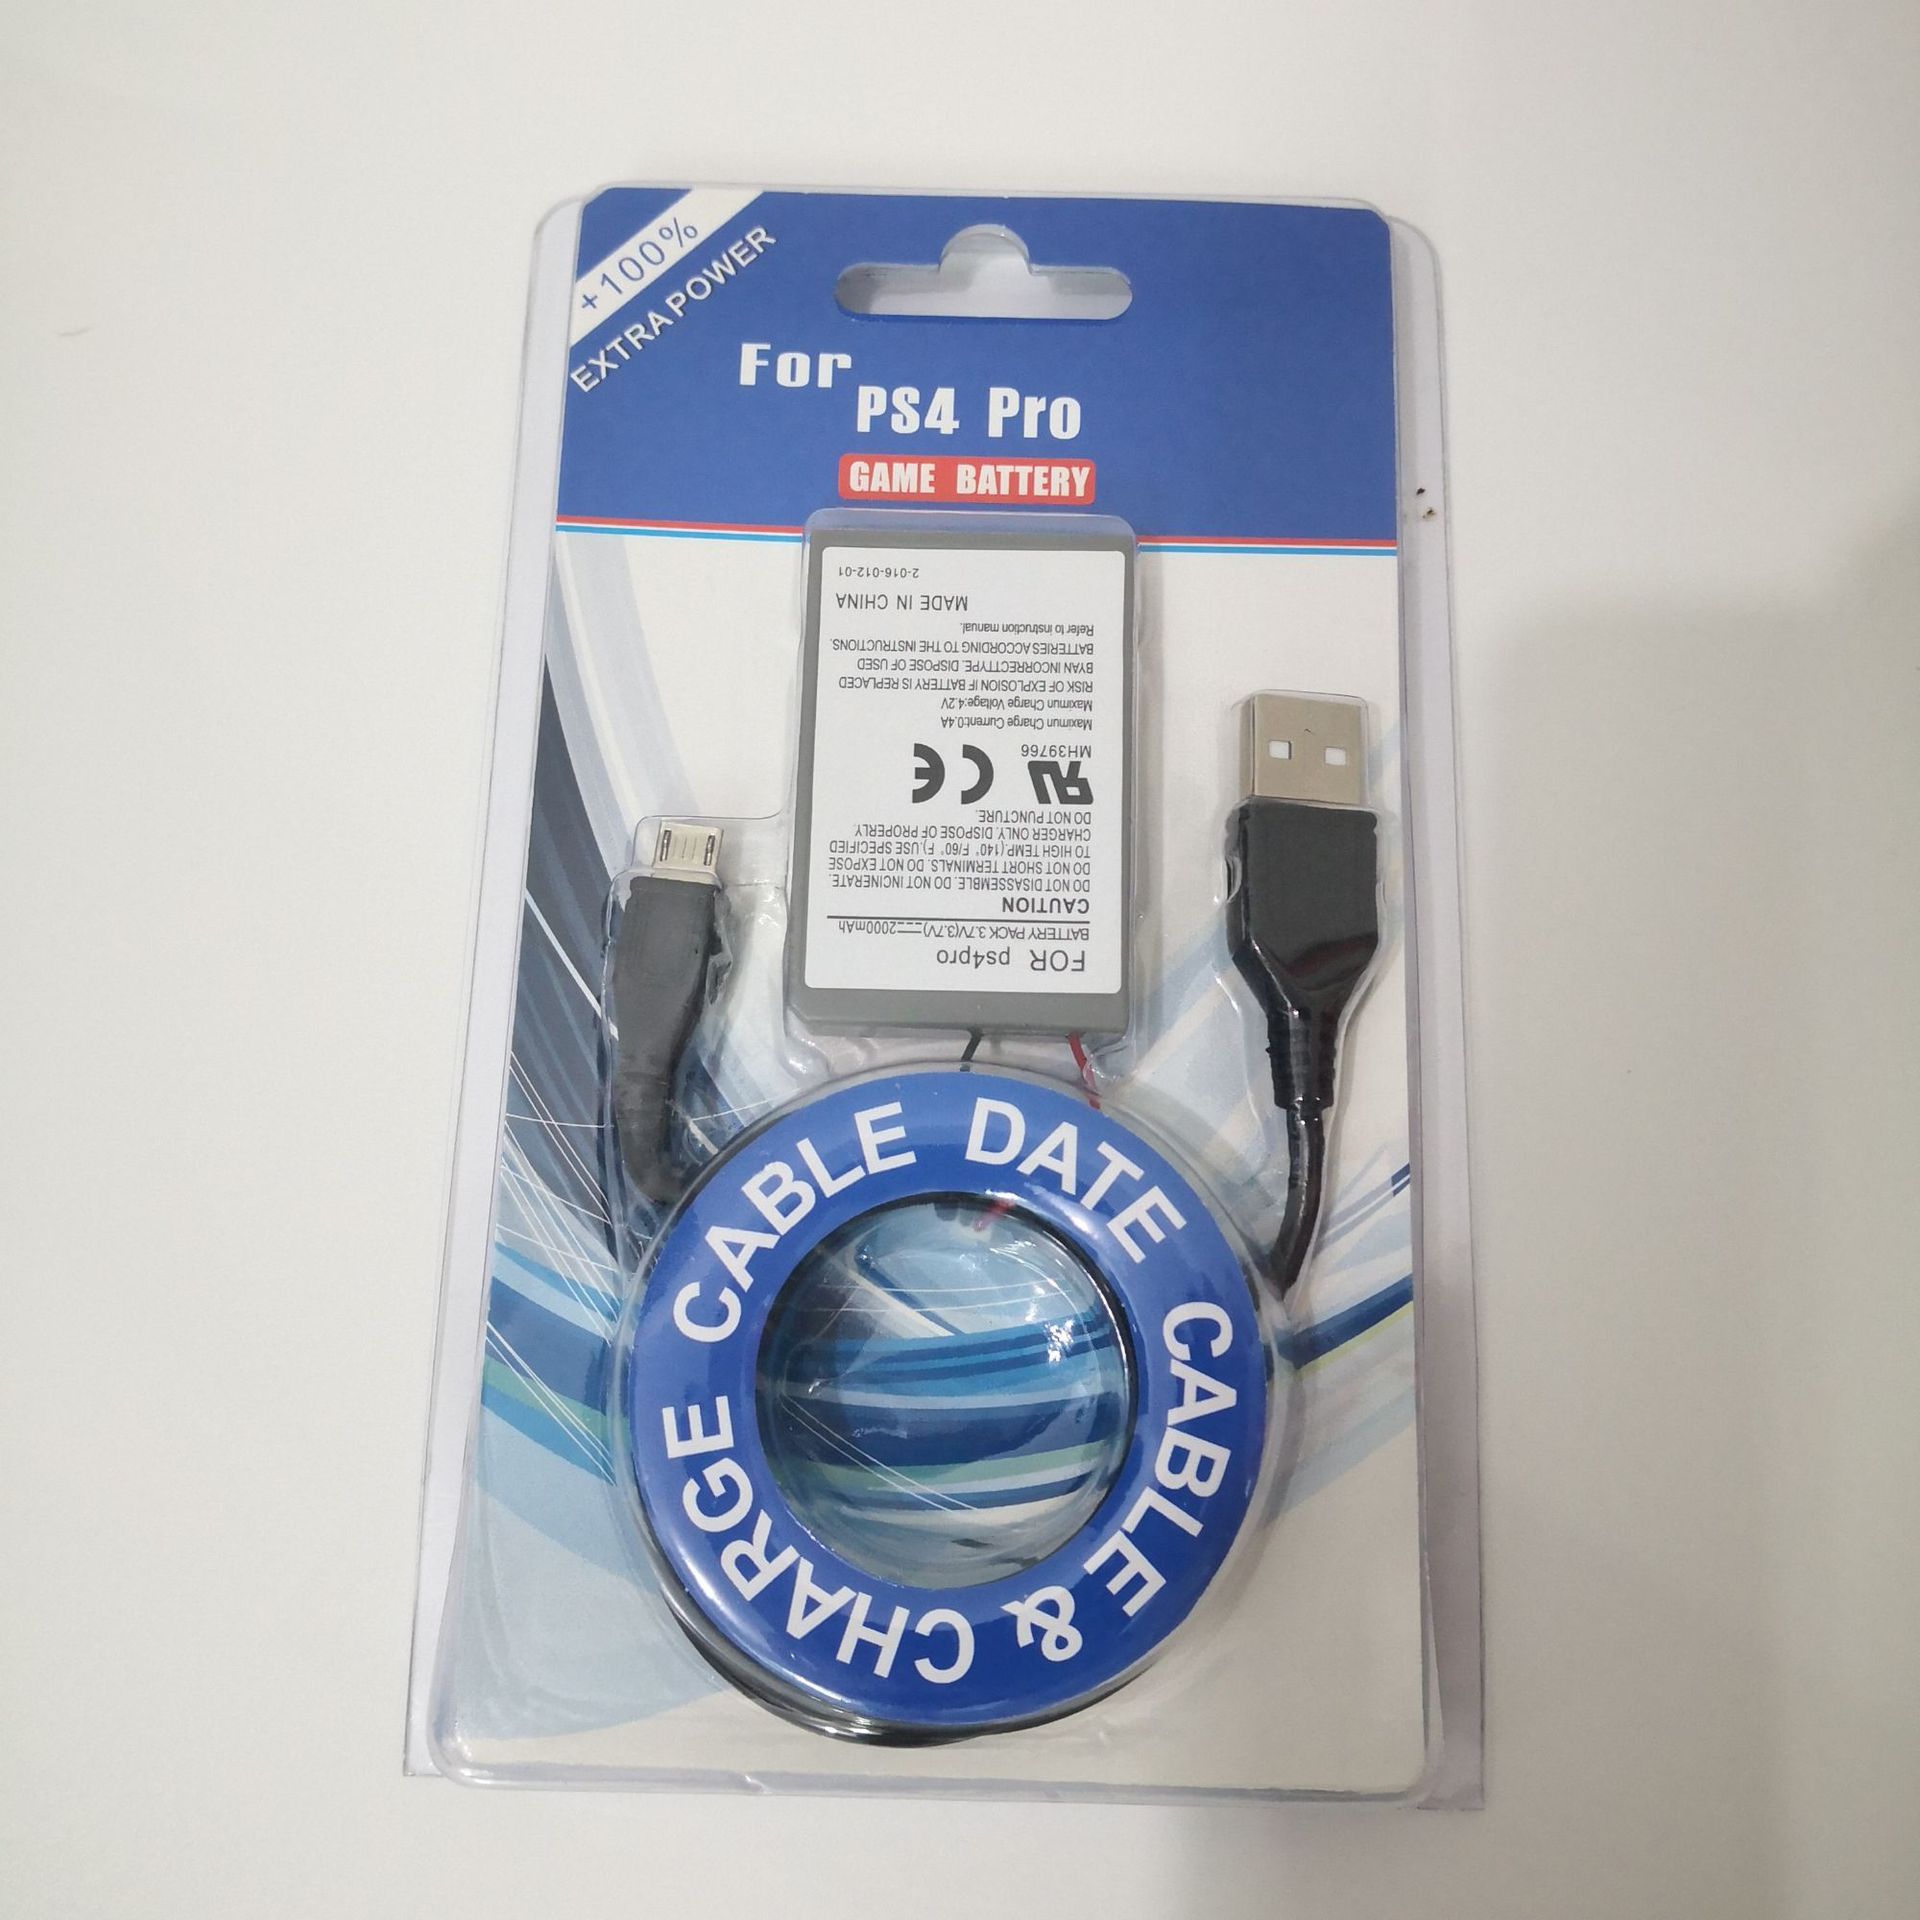 +100%
EXTRA POWER
For
PS4 Pro
GAME BATTERY
FOR ps4pro
BATTERY PACK 3.7V(3.7V)⎓2000mAh
CAUTION
DO NOT DISASSEMBLE. DO NOT INCINERATE.
DO NOT SHORT TERMINALS. DO NOT EXPOSE
TO HIGH TEMP.(140° F/60° F).USE SPECIFIED
CHARGER ONLY. DISPOSE OF PROPERLY.
DO NOT PUNCTURE.
CE
MH39766
Maximun Charge Current:0.4A
Maximun Charge Voltage:4.2V
RISK OF EXPLOSION IF BATTERY IS REPLACED
BYAN INCORRECTTYPE. DISPOSE OF USED
BATTERIES ACCORDING TO THE INSTRUCTIONS.
Refer to instruction manual.
MADE IN CHINA
2-016-012-01
DATE CABLE & CHARGE CABLE